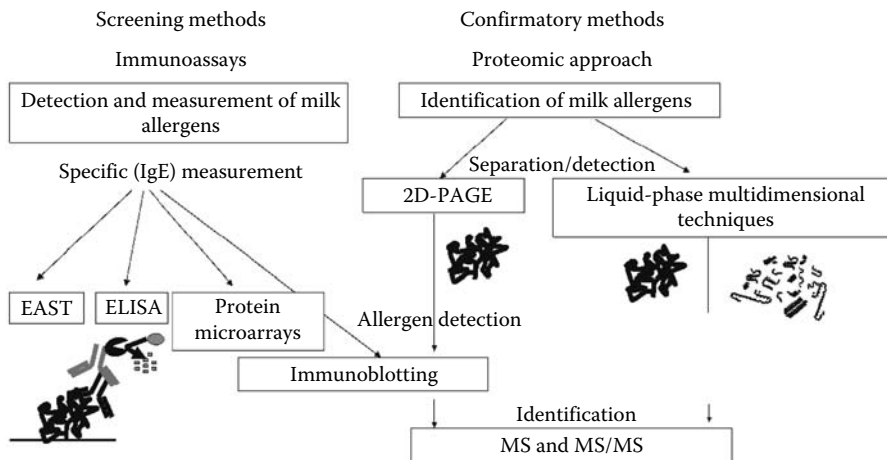 Screening methods
Confirmatory methods
Immunoassays
Proteomic approach
Detection and measurement of milk
allergens
Identification of milk allergens
Specific (IgE) measurement
Separation/detection
2D-PAGE
Liquid-phase multidimensional
techniques
EAST
ELISA
Protein
microarrays
Allergen detection
Immunoblotting
Identification
MS and MS/MS